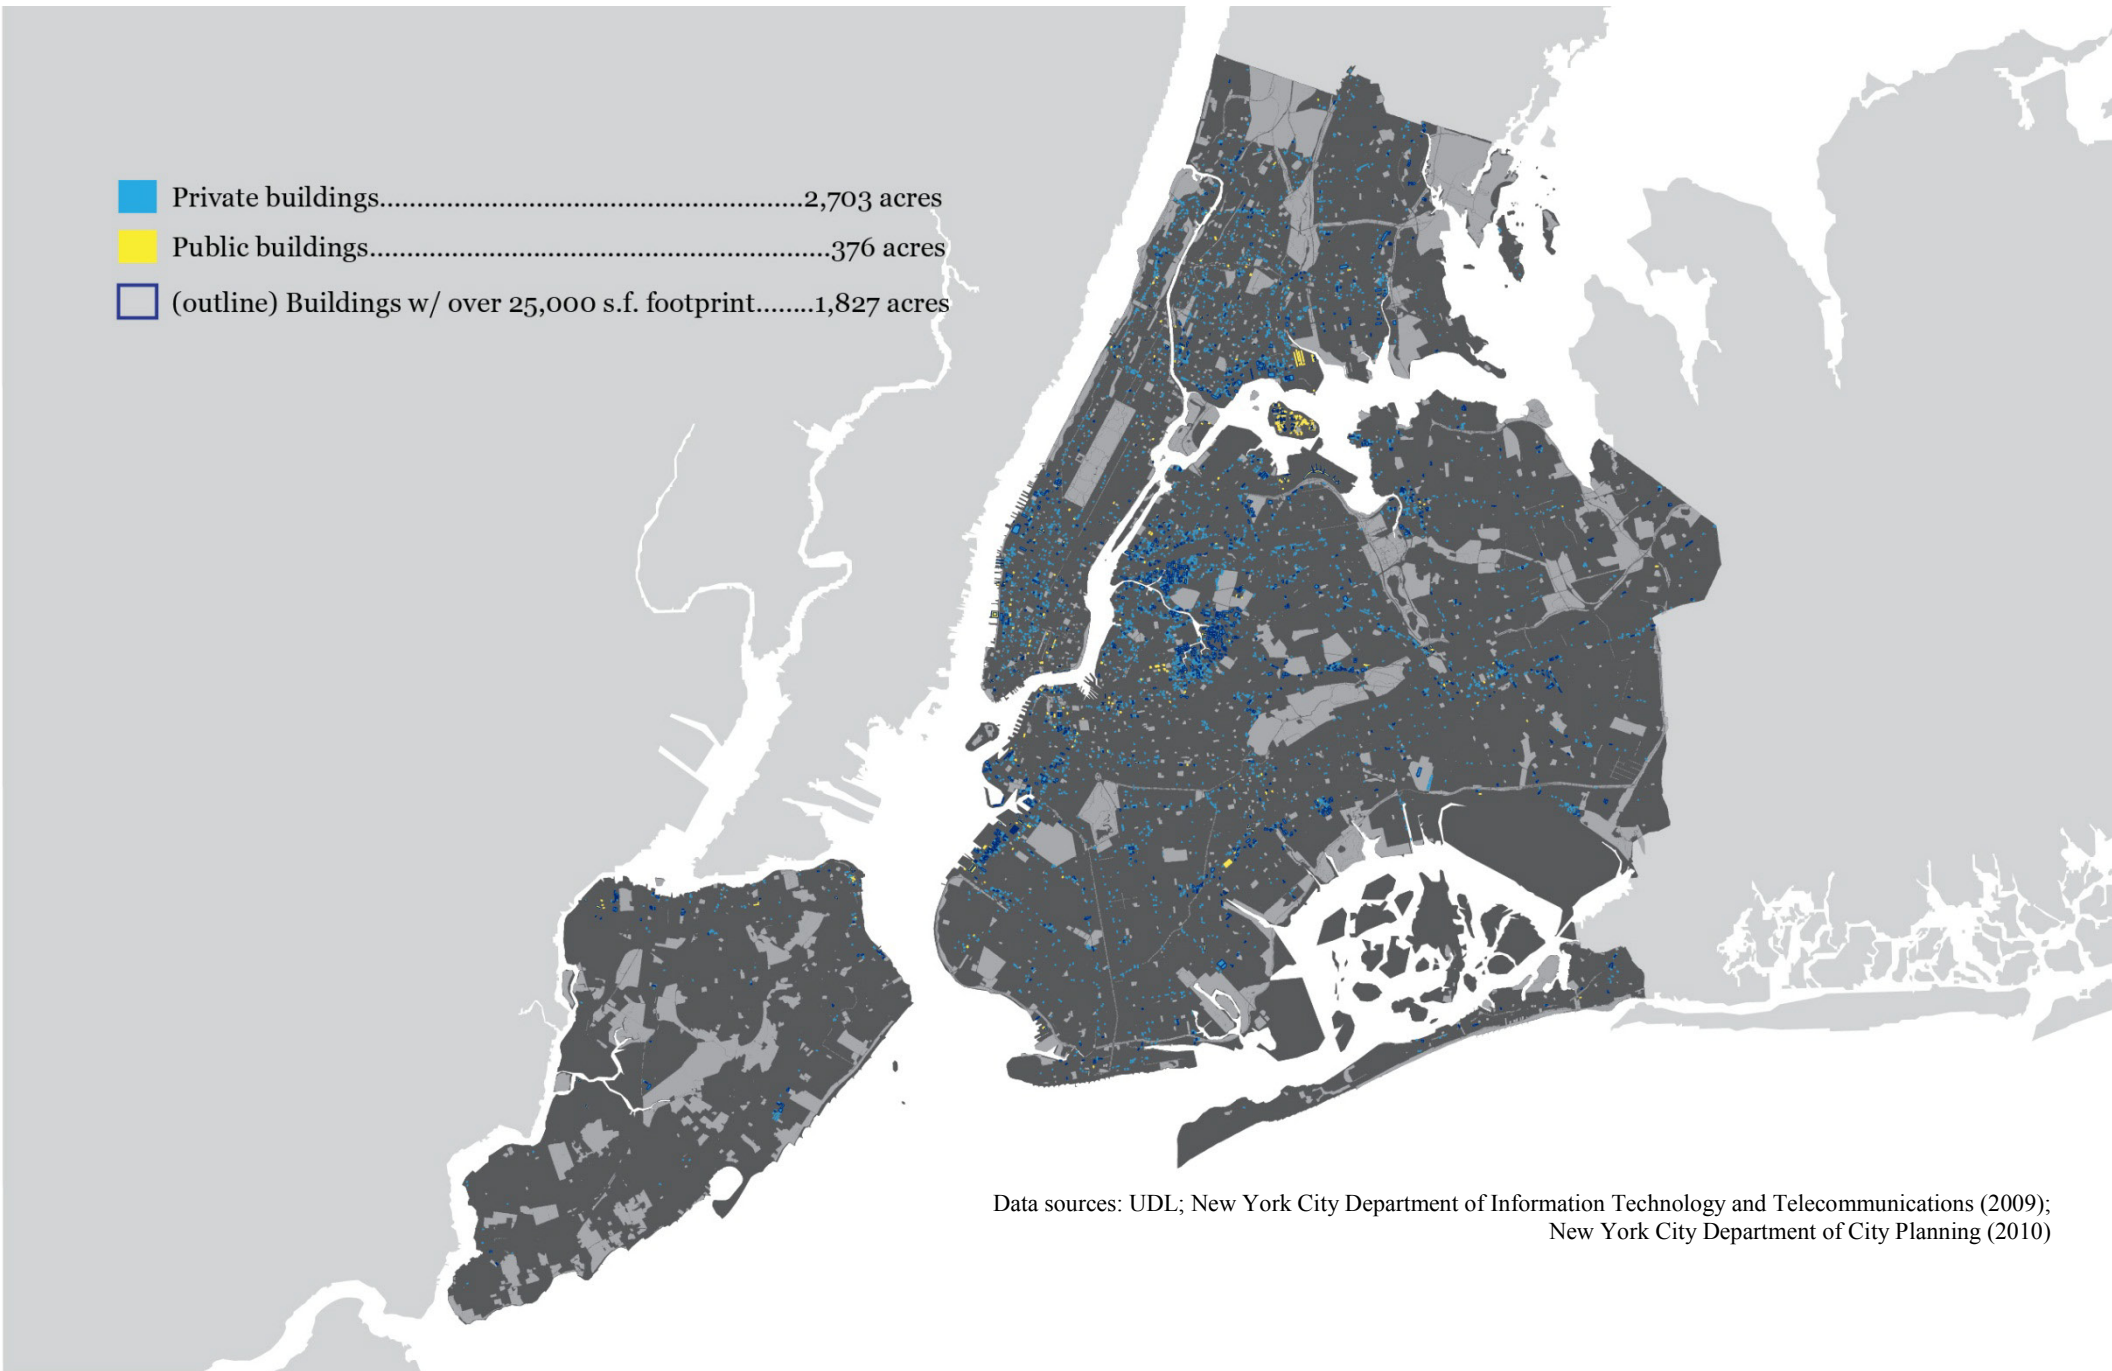 Private buildings.................................................2,703 acres
Public buildings.....................................................376 acres
(outline) Buildings w/ over 25,000 s.f. footprint........1,827 acres
Data sources: UDL; New York City Department of Information Technology and Telecommunications (2009);
New York City Department of City Planning (2010)